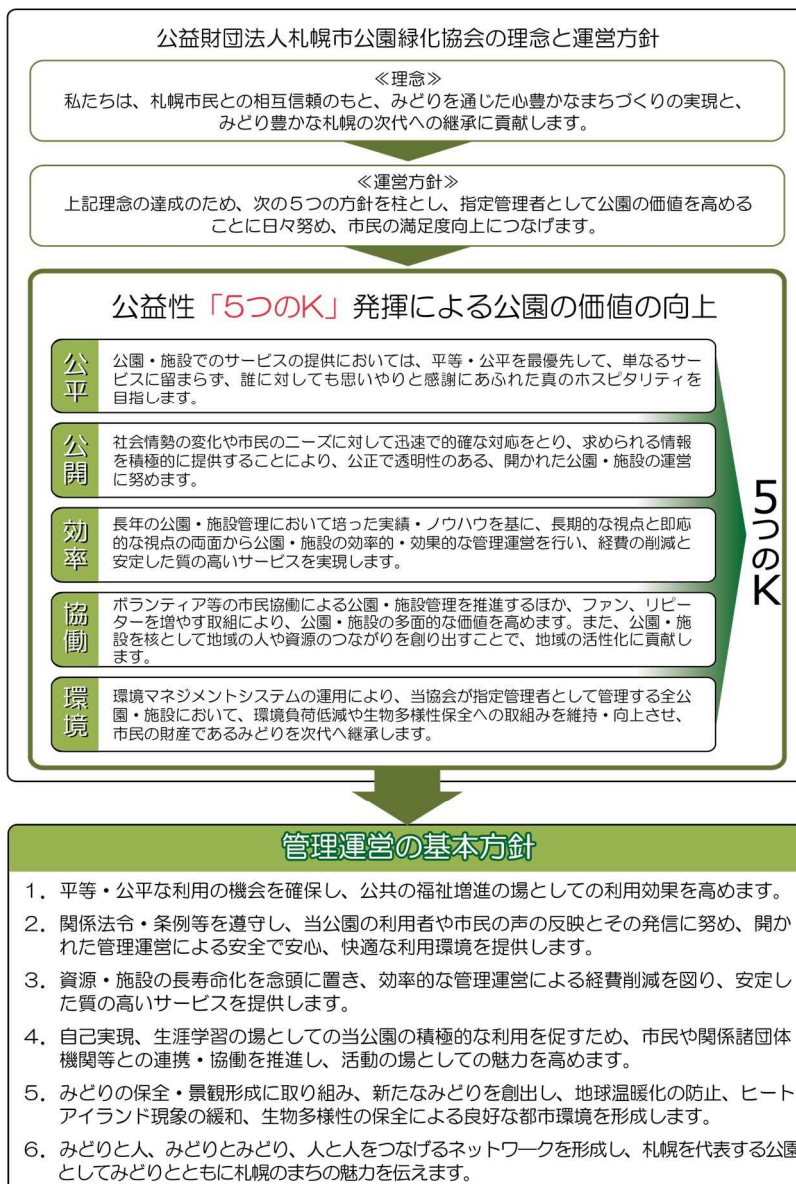 公益財団法人札幌市公園緑化協会の理念と運営方針
≪理念≫
私たちは、札幌市民との相互信頼のもと、みどりを通じた心豊かなまちづくりの実現と、
みどり豊かな札幌の次代への継承に貢献します。
≪運営方針≫
上記理念の達成のため、次の５つの方針を柱とし、指定管理者として公園の価値を高める
ことに日々努め、市民の満足度向上につなげます。
公益性「５つのＫ」発揮による公園の価値の向上
公平
公園・施設でのサービスの提供においては、平等・公平を最優先して、単なるサー
ビスに留まらず、誰に対しても思いやりと感謝にあふれた真のホスピタリティを
目指します。
公開
社会情勢の変化や市民のニーズに対して迅速で的確な対応をとり、求められる情報
を積極的に提供することにより、公正で透明性のある、開かれた公園・施設の運営
に努めます。
効率
長年の公園・施設管理において培った実績・ノウハウを基に、長期的な視点と即応
的な視点の両面から公園・施設の効率的・効果的な管理運営を行い、経費の削減と
安定した質の高いサービスを実現します。
協働
ボランティア等の市民協働による公園・施設管理を推進するほか、ファン、リピー
ターを増やす取組により、公園・施設の多面的な価値を高めます。また、公園・施
設を核として地域の人や資源のつながりを創り出すことで、地域の活性化に貢献し
ます。
環境
環境マネジメントシステムの運用により、当協会が指定管理者として管理する全公
園・施設において、環境負荷低減や生物多様性保全への取組みを維持・向上させ、
市民の財産であるみどりを次代へ継承します。
５つのＫ
管理運営の基本方針
１．平等・公平な利用の機会を確保し、公共の福祉増進の場としての利用効果を高めます。
２．関係法令・条例等を遵守し、当公園の利用者や市民の声の反映とその発信に努め、開か
れた管理運営による安全で安心、快適な利用環境を提供します。
３．資源・施設の長寿命化を念頭に置き、効率的な管理運営による経費削減を図り、安定し
た質の高いサービスを提供します。
４．自己実現、生涯学習の場としての当公園の積極的な利用を促すため、市民や関係諸団体
機関等との連携・協働を推進し、活動の場としての魅力を高めます。
５．みどりの保全・景観形成に取り組み、新たなみどりを創出し、地球温暖化の防止、ヒート
アイランド現象の緩和、生物多様性の保全による良好な都市環境を形成します。
６．みどりと人、みどりとみどり、人と人をつなげるネットワークを形成し、札幌を代表する公園
としてみどりとともに札幌のまちの魅力を伝えます。